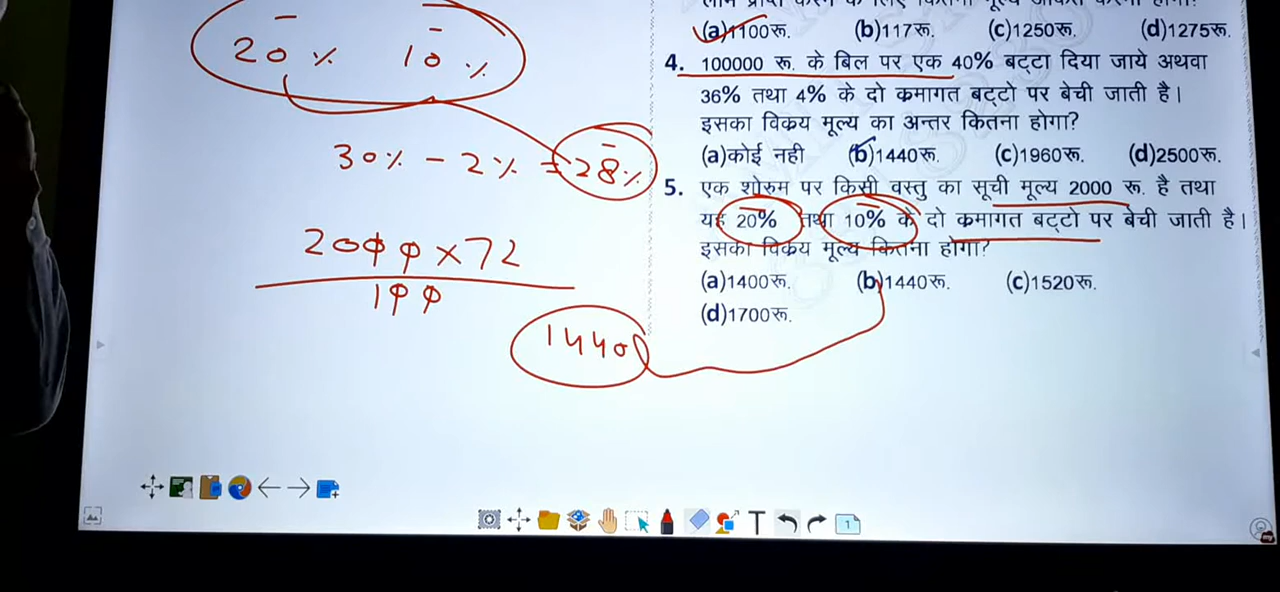 20 % 10 %
30% - 2% = 28%
2000 × 72
100
1440
(a)1100रू. (b)117रू. (c)1250रू. (d)1275रू.
4. 100000 रू. के बिल पर एक 40% बट्टा दिया जाये अथवा
36% तथा 4% के दो क्रमागत बट्टो पर बेची जाती है।
इसका विक्रय मूल्य का अन्तर कितना होगा?
(a)कोई नही (b)1440रू. (c)1960रू. (d)2500रू.
5. एक शोरुम पर किसी वस्तु का सूची मूल्य 2000 रू. है तथा
यह 20% तथा 10% के दो क्रमागत बट्टो पर बेची जाती है।
इसका विक्रय मूल्य कितना होगा?
(a)1400रू. (b)1440रू. (c)1520रू.
(d)1700रू.
T
1